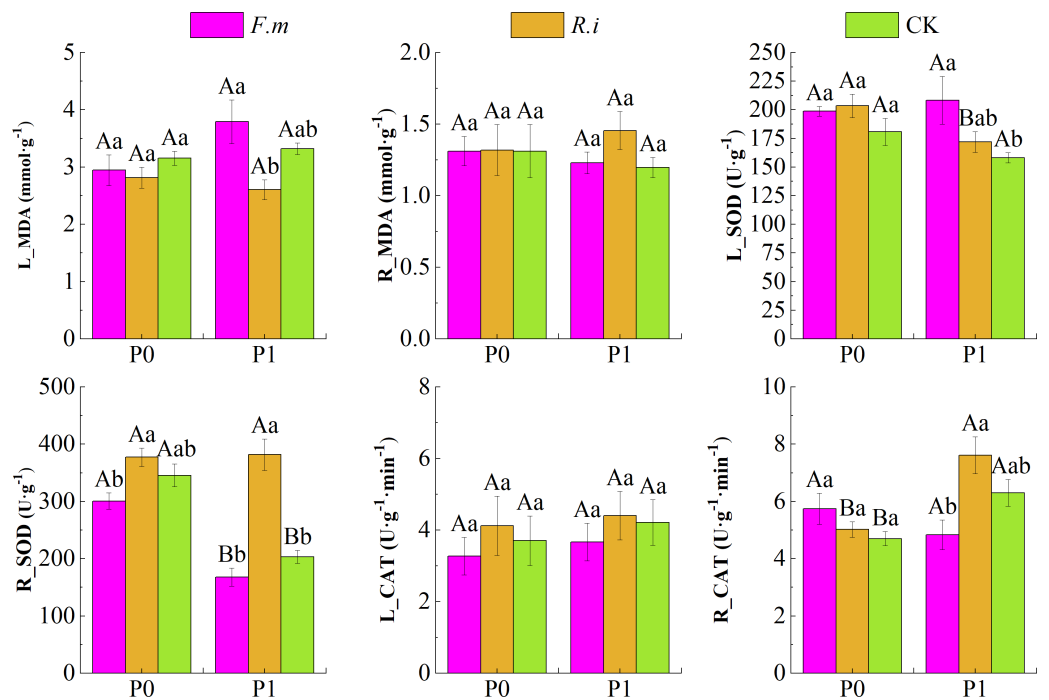 F.m R.i CK
L_MDA (mmol·g⁻¹)
5
4
3
2
1
0
Aa Aa Aa
Aa Ab Aab
P0 P1
R_MDA (mmol·g⁻¹)
2.0
1.5
1.0
0.5
0.0
Aa Aa Aa
Aa Aa Aa
P0 P1
L_SOD (U·g⁻¹)
250
225
200
175
150
125
100
75
50
25
0
Aa Aa Aa
Aa Bab Ab
P0 P1
R_SOD (U·g⁻¹)
500
400
300
200
100
0
Ab Aa Aab
Bb Aa Bb
P0 P1
L_CAT (U·g⁻¹·min⁻¹)
8
6
4
2
0
Aa Aa Aa
Aa Aa Aa
P0 P1
R_CAT (U·g⁻¹·min⁻¹)
10
8
6
4
2
0
Aa Ba Ba
Ab Aa Aab
P0 P1